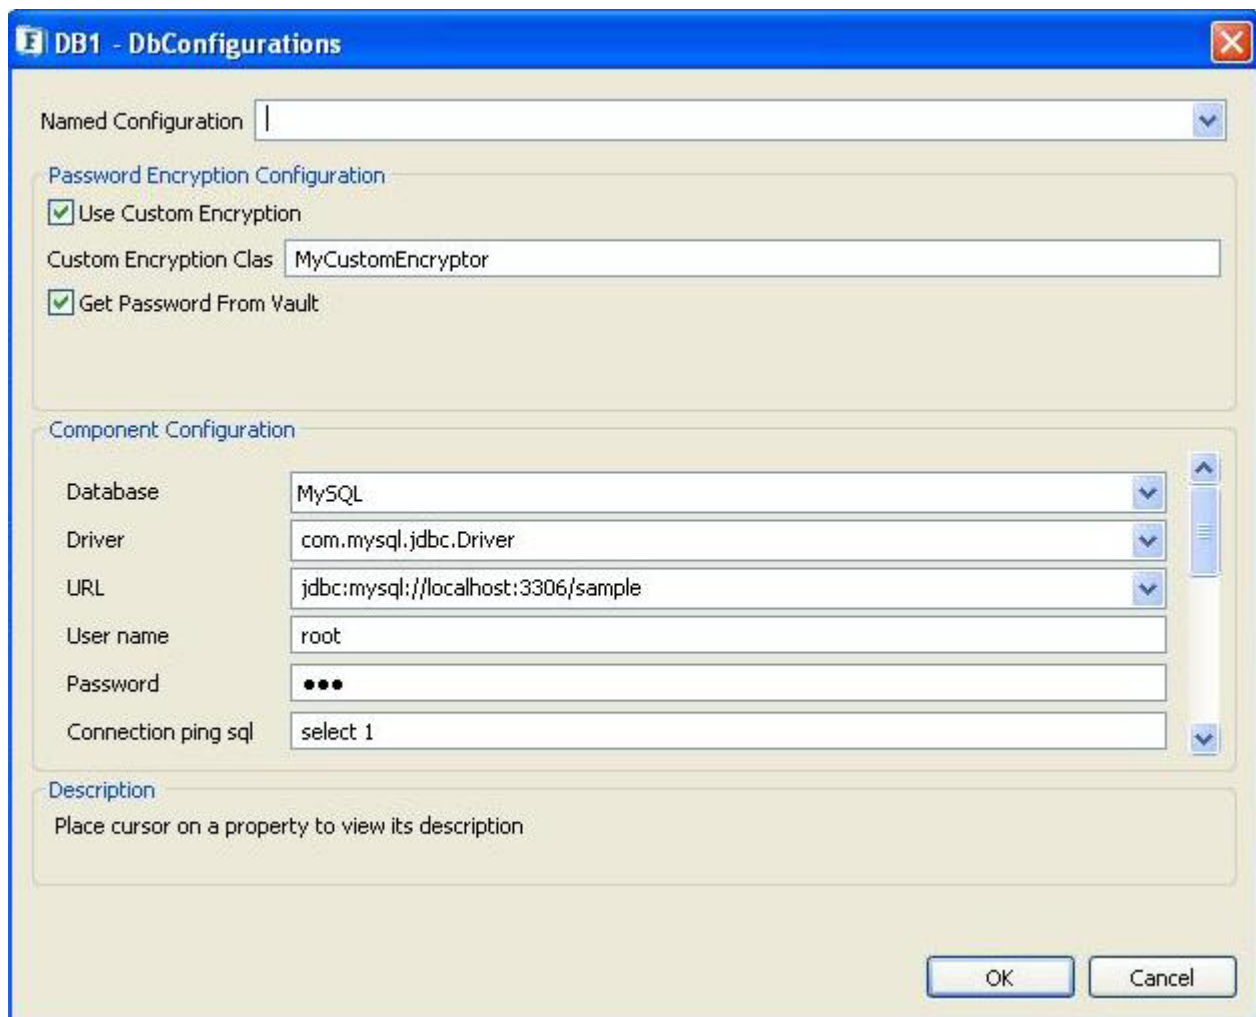 DB1 - DbConfigurations
Named Configuration
Password Encryption Configuration
Use Custom Encryption
Custom Encryption Clas MyCustomEncryptor
Get Password From Vault
Component Configuration
Database MySQL
Driver com.mysql.jdbc.Driver
URL jdbc:mysql://localhost:3306/sample
User name root
Password •••
Connection ping sql select 1
Description
Place cursor on a property to view its description
OK Cancel